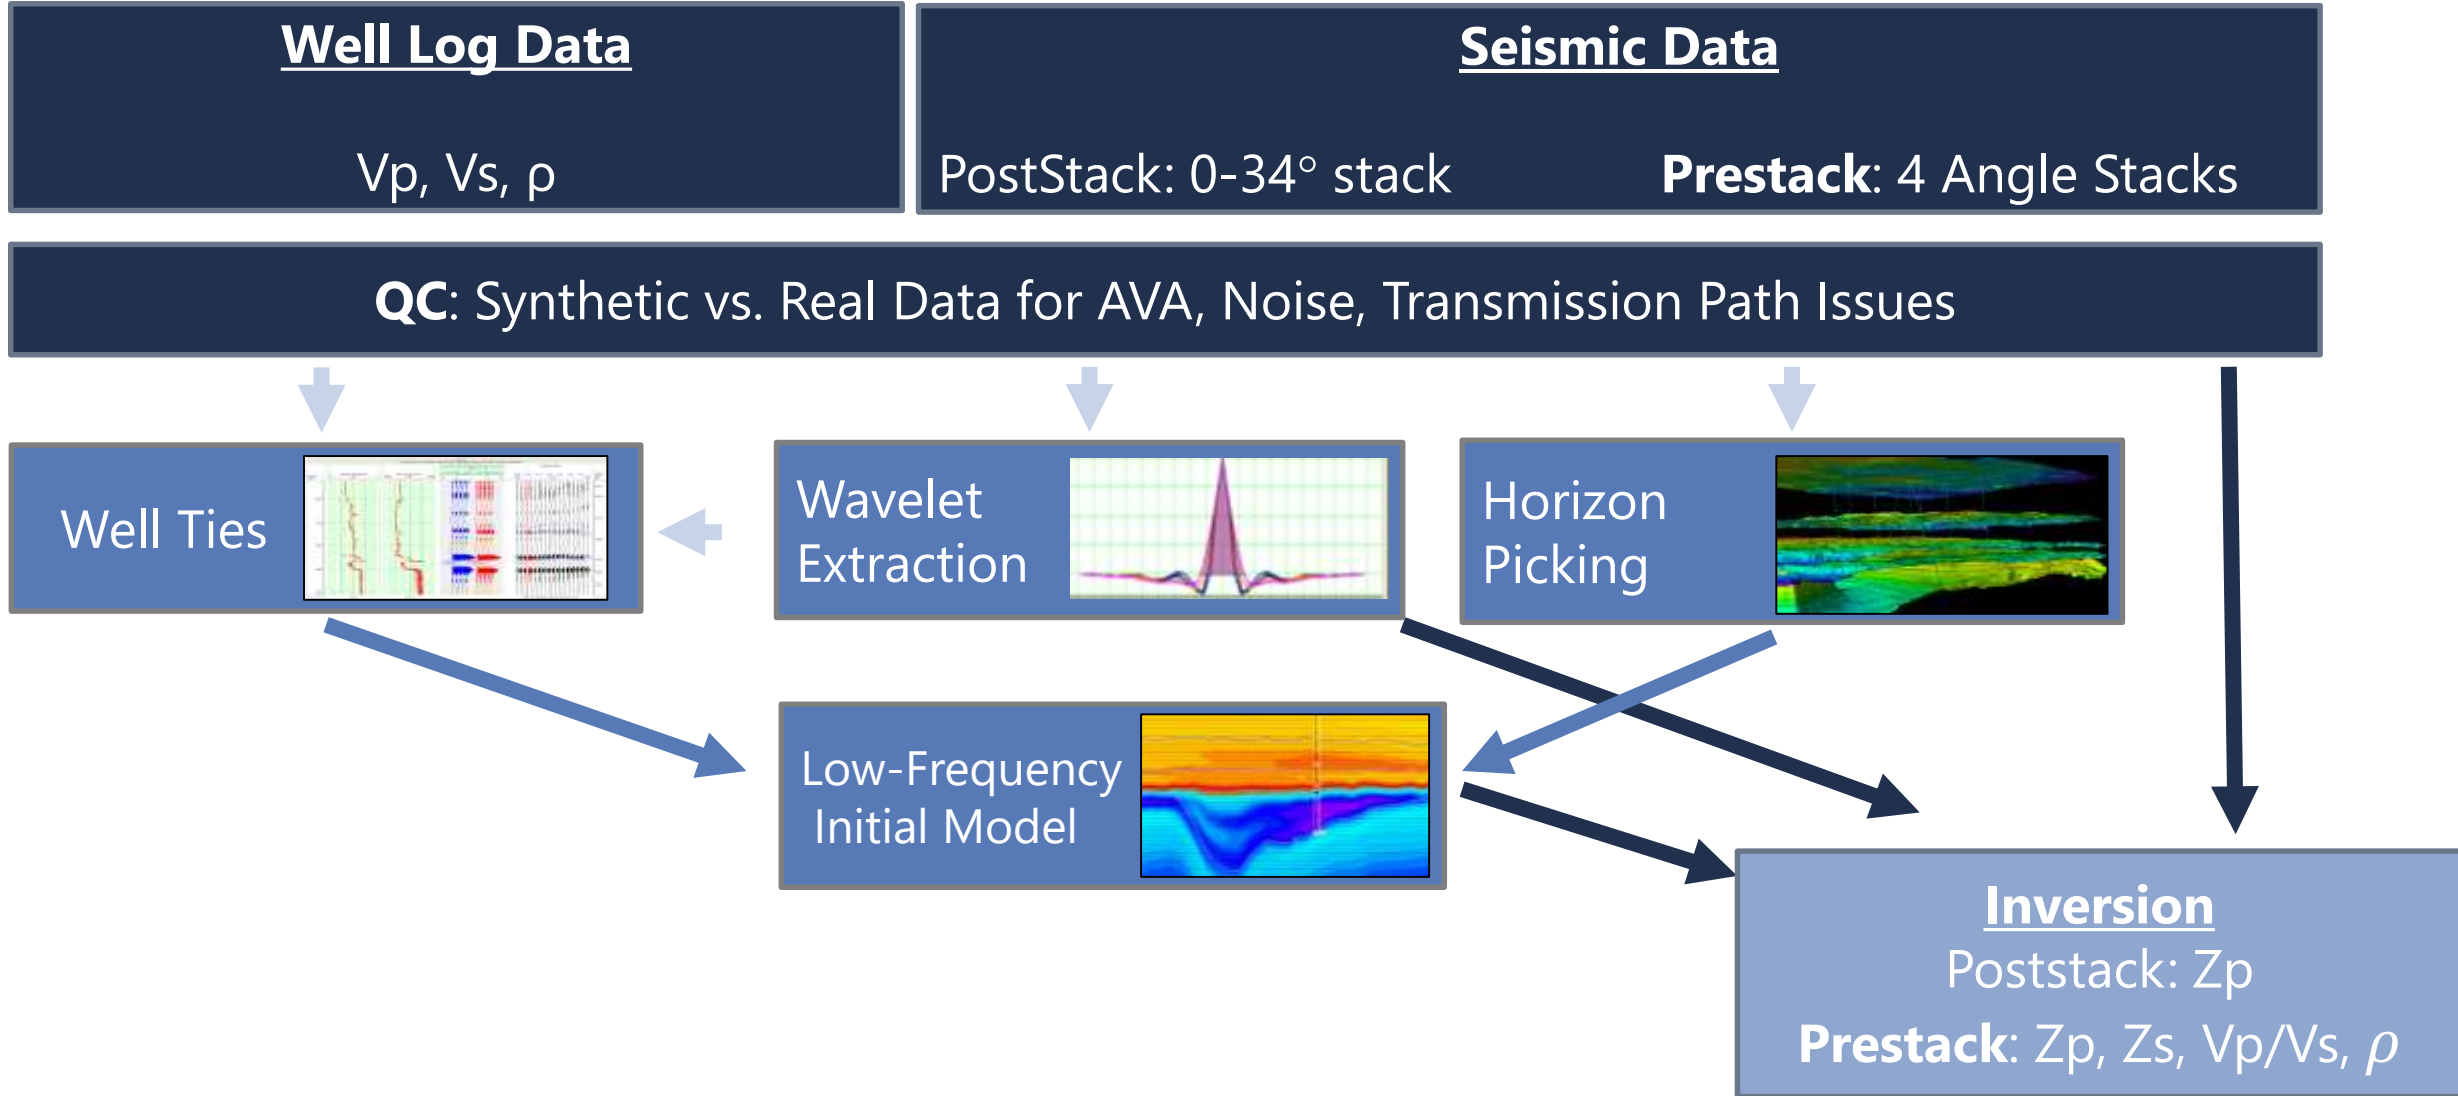 Well Log Data
Vp, Vs, ρ
Seismic Data
PostStack: 0-34° stack
Prestack: 4 Angle Stacks
QC: Synthetic vs. Real Data for AVA, Noise, Transmission Path Issues
Well Ties
Wavelet
Extraction
Horizon
Picking
Low-Frequency
Initial Model
Inversion
Poststack: Zp
Prestack: Zp, Zs, Vp/Vs, ρ